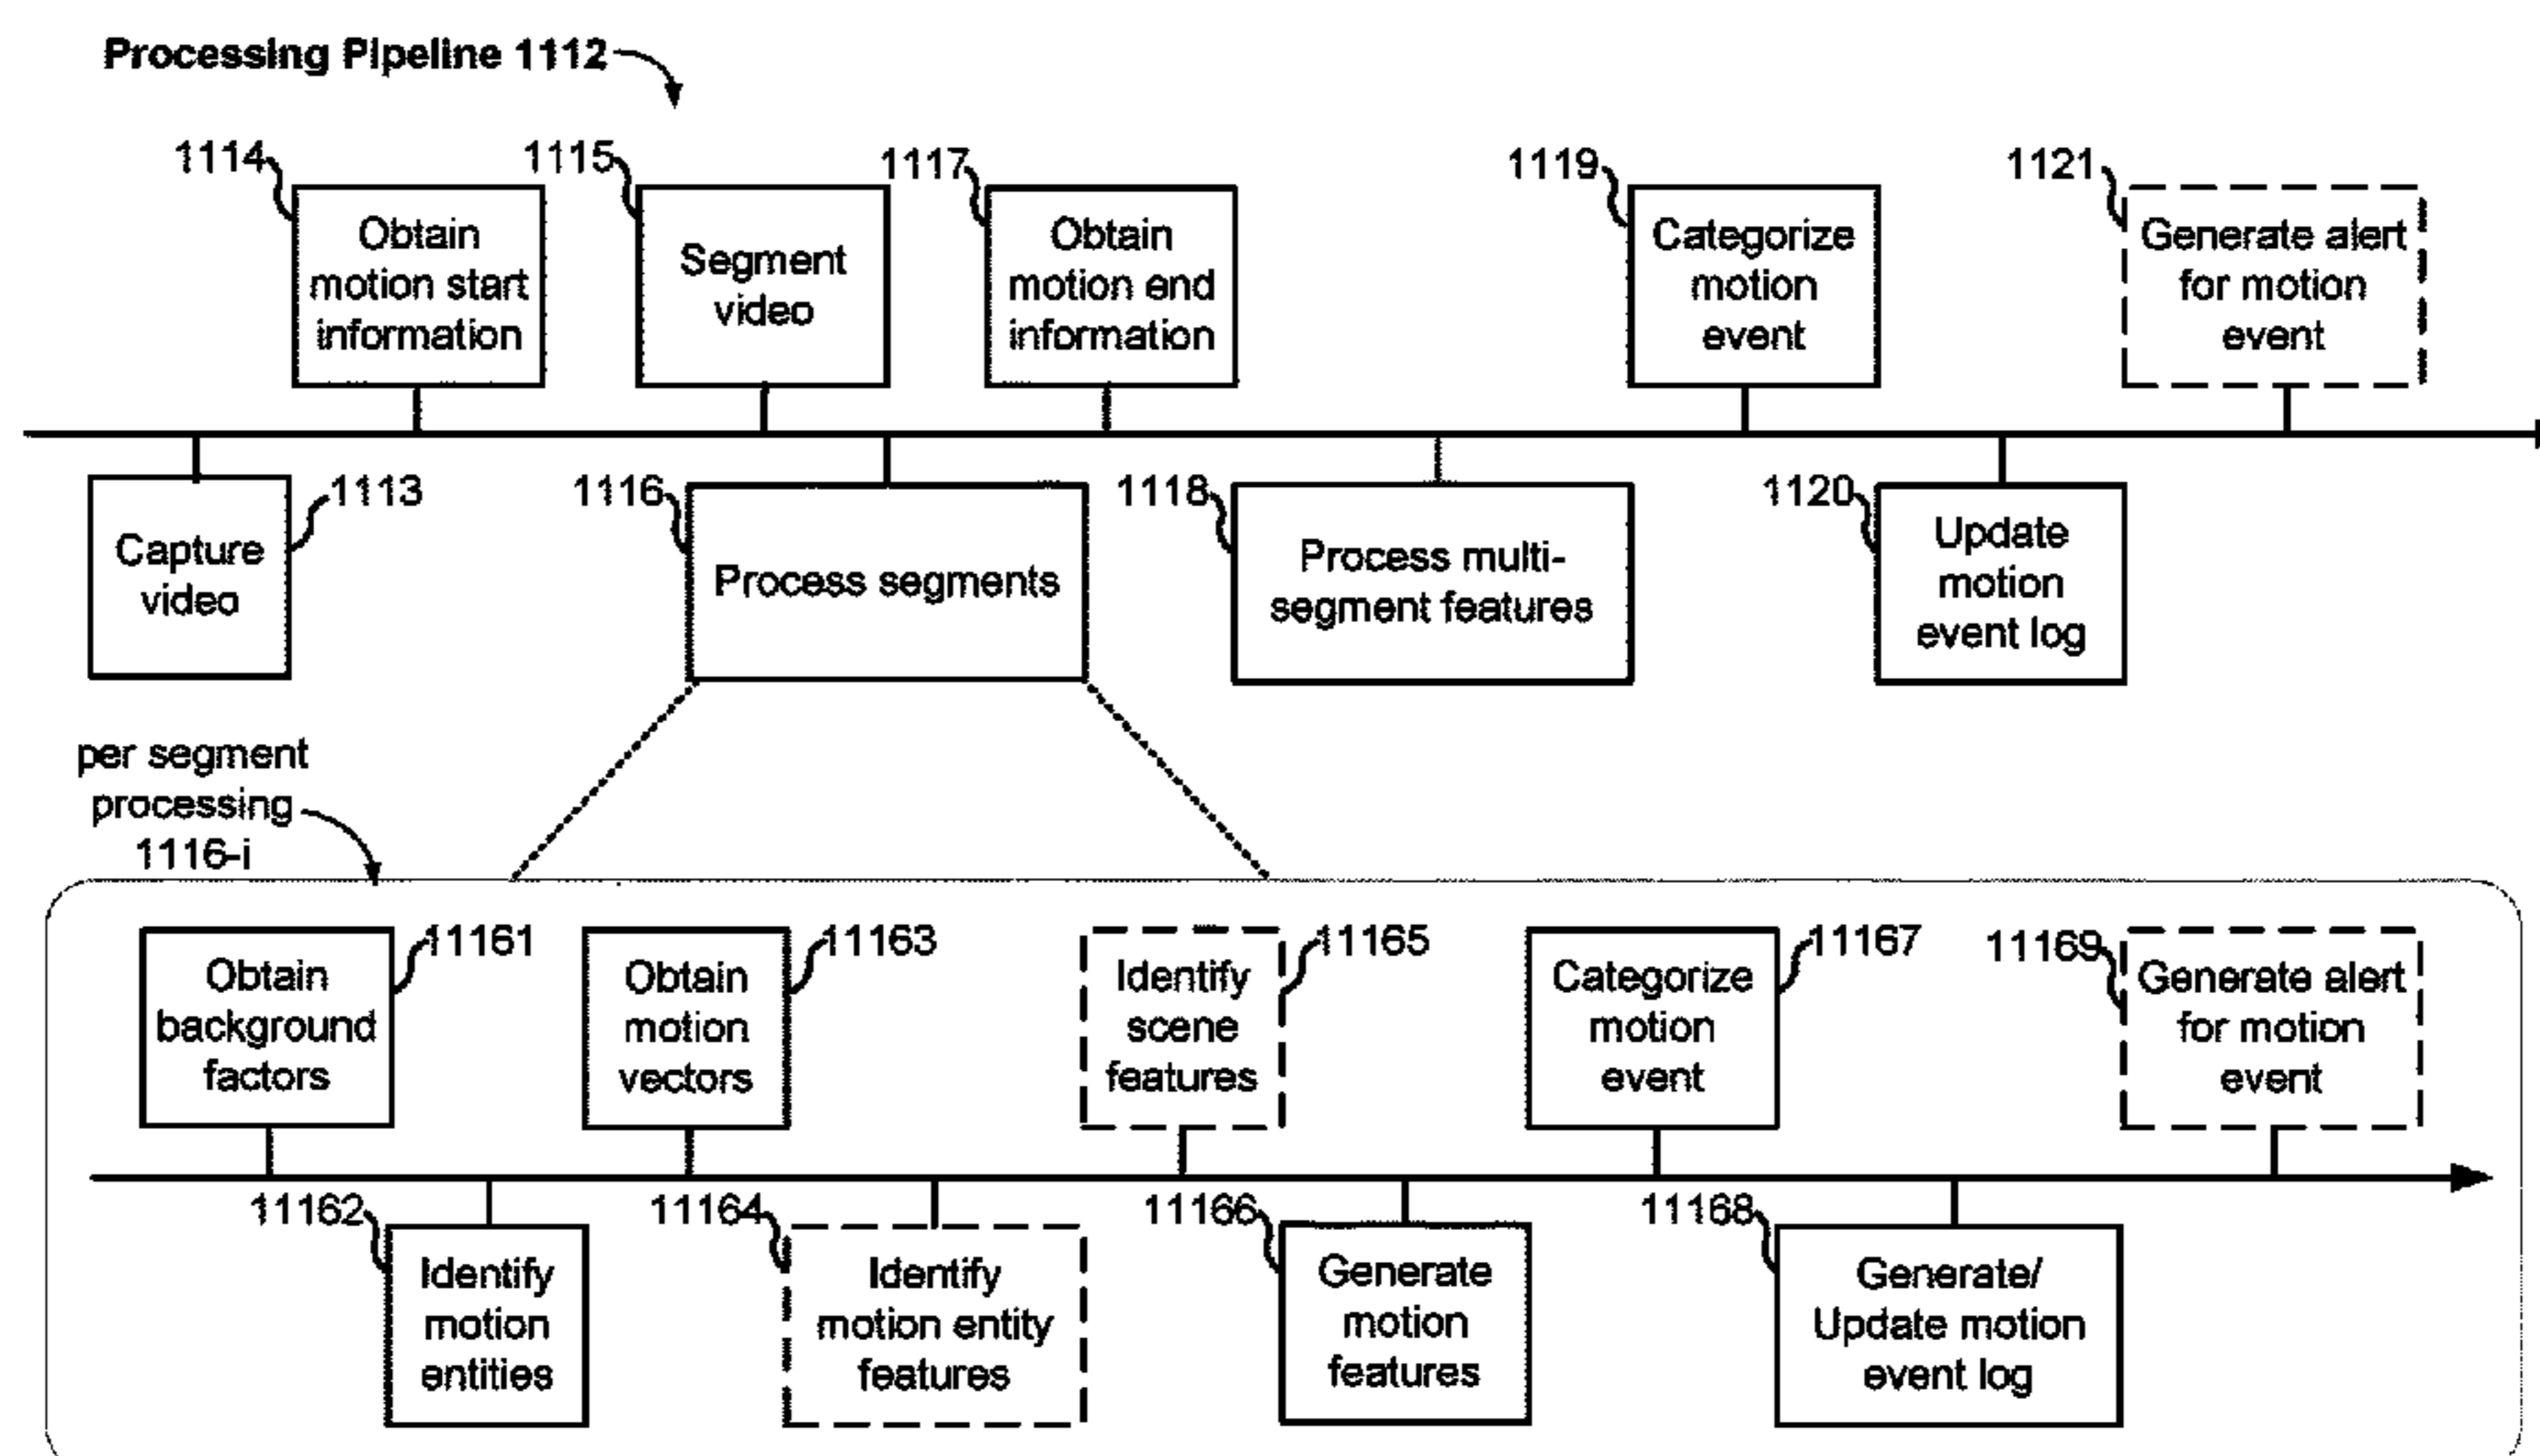 Processing Pipeline 1112
1114
Obtain
motion start
information
1115
Segment
video
1117
Obtain
motion end
information
1119
Categorize
motion
event
1121
Generate alert
for motion
event
1113
Capture
video
1116
Process segments
1118
Process multi-
segment features
1120
Update
motion
event log
per segment
processing
1116-i
11161
Obtain
background
factors
11163
Obtain
motion
vectors
11165
Identify
scene
features
11167
Categorize
motion
event
11169
Generate alert
for motion
event
11162
Identify
motion
entities
11164
Identify
motion entity
features
11166
Generate
motion
features
11168
Generate/
Update motion
event log